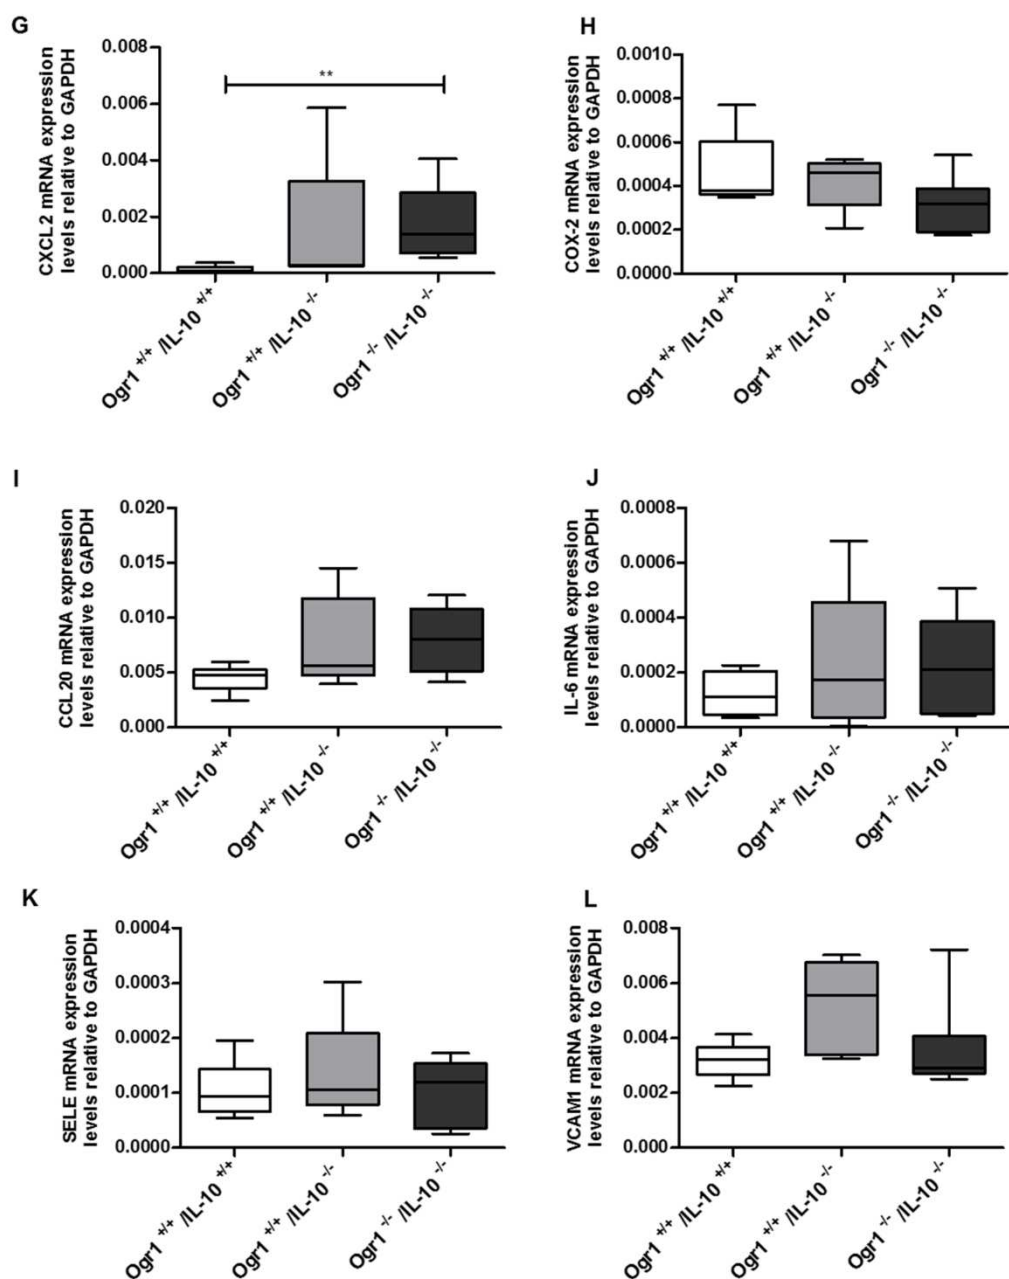 G
CXCL2 mRNA expression
levels relative to GAPDH
0.008
0.006
0.004
0.002
0.000
**
Ogr1 +/+ /IL-10 +/+
Ogr1 +/+ /IL-10 -/-
Ogr1 -/- /IL-10 -/-
H
COX-2 mRNA expression
levels relative to GAPDH
0.0010
0.0008
0.0006
0.0004
0.0002
0.0000
Ogr1 +/+ /IL-10 +/+
Ogr1 +/+ /IL-10 -/-
Ogr1 -/- /IL-10 -/-
I
CCL20 mRNA expression
levels relative to GAPDH
0.020
0.015
0.010
0.005
0.000
Ogr1 +/+ /IL-10 +/+
Ogr1 +/+ /IL-10 -/-
Ogr1 -/- /IL-10 -/-
J
IL-6 mRNA expression
levels relative to GAPDH
0.0008
0.0006
0.0004
0.0002
0.0000
Ogr1 +/+ /IL-10 +/+
Ogr1 +/+ /IL-10 -/-
Ogr1 -/- /IL-10 -/-
K
SELE mRNA expression
levels relative to GAPDH
0.0004
0.0003
0.0002
0.0001
0.0000
Ogr1 +/+ /IL-10 +/+
Ogr1 +/+ /IL-10 -/-
Ogr1 -/- /IL-10 -/-
L
VCAM1 mRNA expression
levels relative to GAPDH
0.008
0.006
0.004
0.002
0.000
Ogr1 +/+ /IL-10 +/+
Ogr1 +/+ /IL-10 -/-
Ogr1 -/- /IL-10 -/-